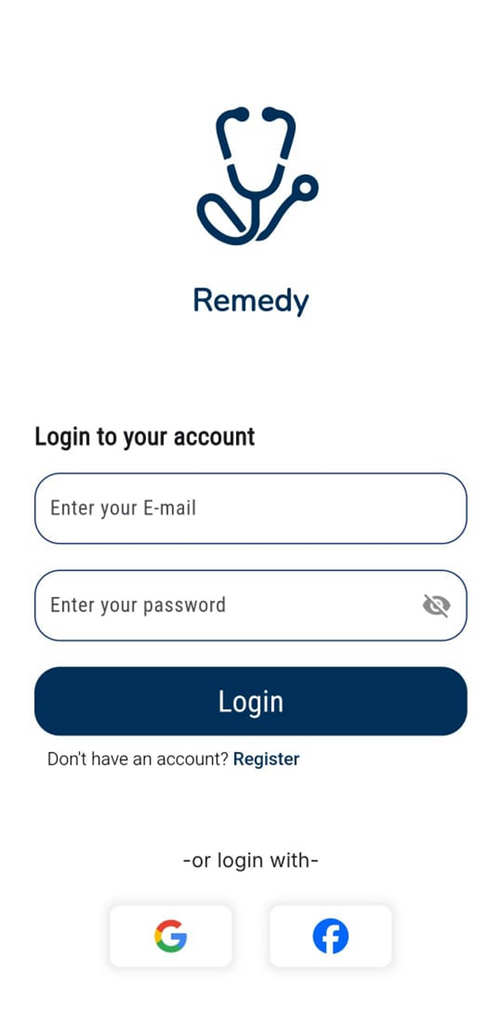 Remedy
Login to your account
Enter your E-mail
Enter your password
Login
Don't have an account? Register
-or login with-